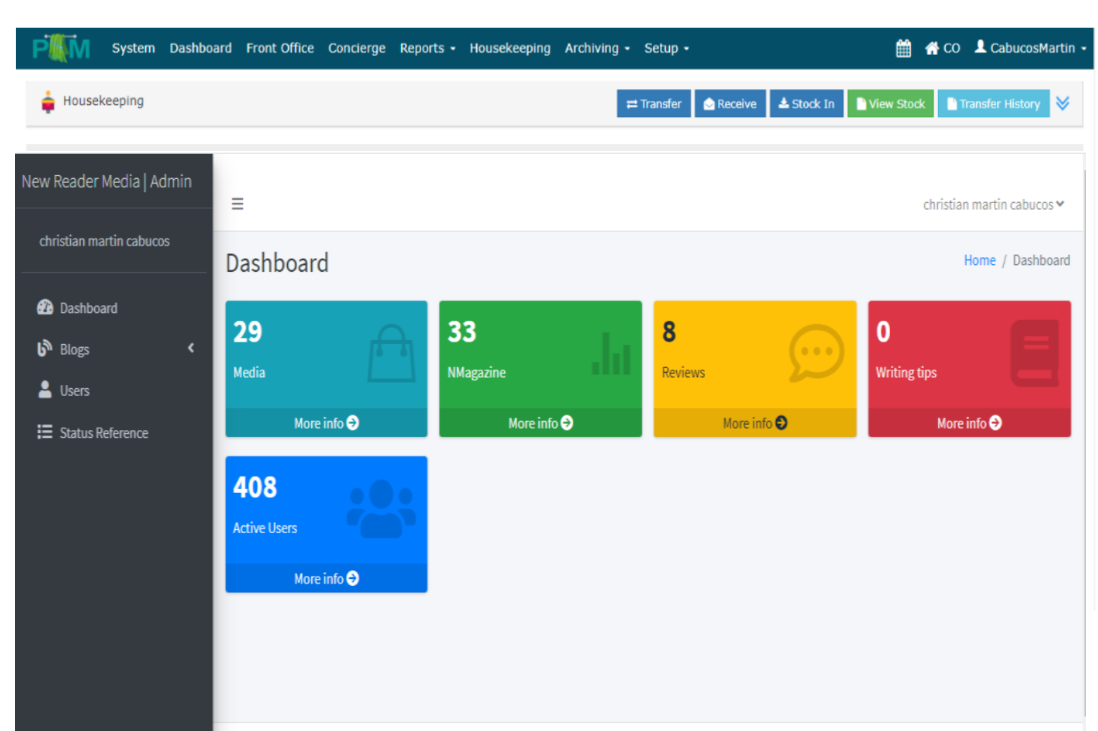 PAM System Dashboard Front Office Concierge Reports Housekeeping Archiving Setup CO CabucosMartin
Housekeeping Transfer Receive Stock In View Stock Transfer History
New Reader Media | Admin
christian martin cabucos
christian martin cabucos
Dashboard
Home / Dashboard
Dashboard
Blogs
Users
Status Reference
29
Media
More info
33
NMagazine
More info
8
Reviews
More info
0
Writing tips
More info
408
Active Users
More info